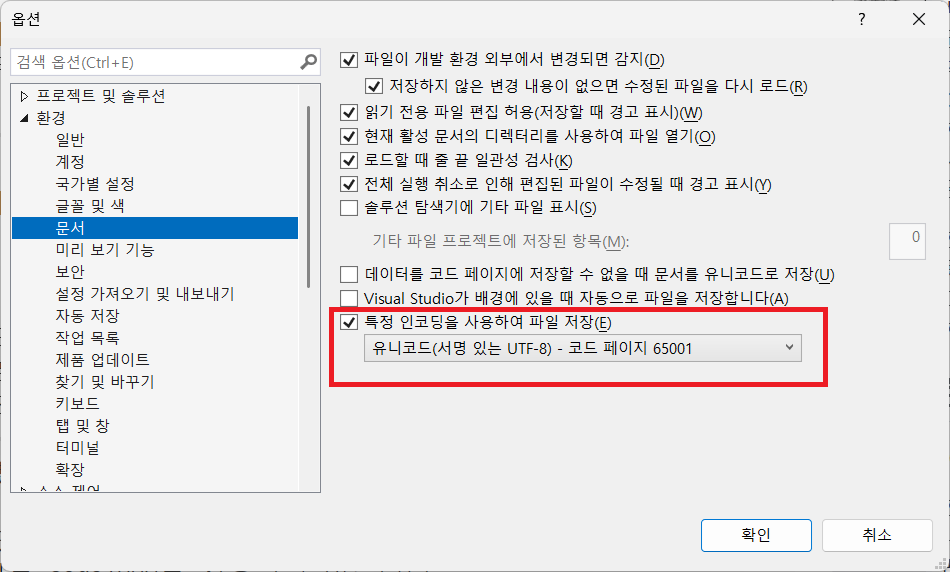 옵션
?
검색 옵션(Ctrl+E)
프로젝트 및 솔루션
환경
일반
계정
국가별 설정
글꼴 및 색
문서
미리 보기 기능
보안
설정 가져오기 및 내보내기
자동 저장
작업 목록
제품 업데이트
찾기 및 바꾸기
키보드
탭 및 창
터미널
확장
소스 제어
파일이 개발 환경 외부에서 변경되면 감지(D)
저장하지 않은 변경 내용이 없으면 수정된 파일을 다시 로드(R)
읽기 전용 파일 편집 허용(저장할 때 경고 표시)(W)
현재 활성 문서의 디렉터리를 사용하여 파일 열기(O)
로드할 때 줄 끝 일관성 검사(K)
전체 실행 취소로 인해 편집된 파일이 수정될 때 경고 표시(Y)
솔루션 탐색기에 기타 파일 표시(S)
기타 파일 프로젝트에 저장된 항목(M):
0
데이터를 코드 페이지에 저장할 수 없을 때 문서를 유니코드로 저장(U)
Visual Studio가 배경에 있을 때 자동으로 파일을 저장합니다(A)
특정 인코딩을 사용하여 파일 저장(E)
유니코드(서명 있는 UTF-8) - 코드 페이지 65001
확인
취소